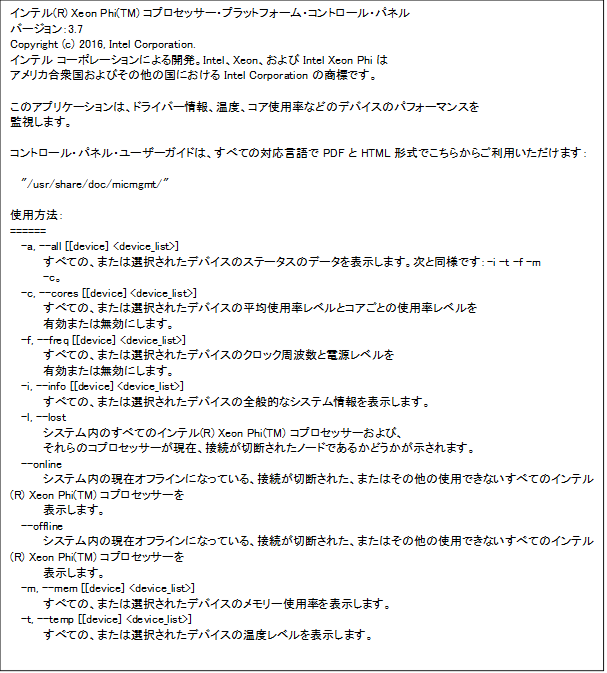 インテル(R) Xeon Phi(TM) コプロセッサー・プラットフォーム・コントロール・パネル
バージョン：3.7
Copyright (c) 2016, Intel Corporation.
インテル コーポレーションによる開発。Intel、Xeon、および Intel Xeon Phi は
アメリカ合衆国およびその他の国における Intel Corporation の商標です。
このアプリケーションは、ドライバー情報、温度、コア使用率などのデバイスのパフォーマンスを
監視します。
コントロール・パネル・ユーザーガイドは、すべての対応言語で PDF と HTML 形式でこちらからご利用いただけます：
"/usr/share/doc/micmgmt/"
使用方法：
======
-a, --all [[device] <device_list>]
すべての、または選択されたデバイスのステータスのデータを表示します。次と同様です：-i -t -f -m
-c。
-c, --cores [[device] <device_list>]
すべての、または選択されたデバイスの平均使用率レベルとコアごとの使用率レベルを
有効または無効にします。
-f, --freq [[device] <device_list>]
すべての、または選択されたデバイスのクロック周波数と電源レベルを
有効または無効にします。
-i, --info [[device] <device_list>]
すべての、または選択されたデバイスの全般的なシステム情報を表示します。
-l, --lost
システム内のすべてのインテル(R) Xeon Phi(TM) コプロセッサーおよび、
それらのコプロセッサーが現在、接続が切断されたノードであるかどうかが示されます。
--online
システム内の現在オフラインになっている、接続が切断された、またはその他の使用できないすべてのインテル
(R) Xeon Phi(TM) コプロセッサーを
表示します。
--offline
システム内の現在オフラインになっている、接続が切断された、またはその他の使用できないすべてのインテル
(R) Xeon Phi(TM) コプロセッサーを
表示します。
-m, --mem [[device] <device_list>]
すべての、または選択されたデバイスのメモリー使用率を表示します。
-t, --temp [[device] <device_list>]
すべての、または選択されたデバイスの温度レベルを表示します。